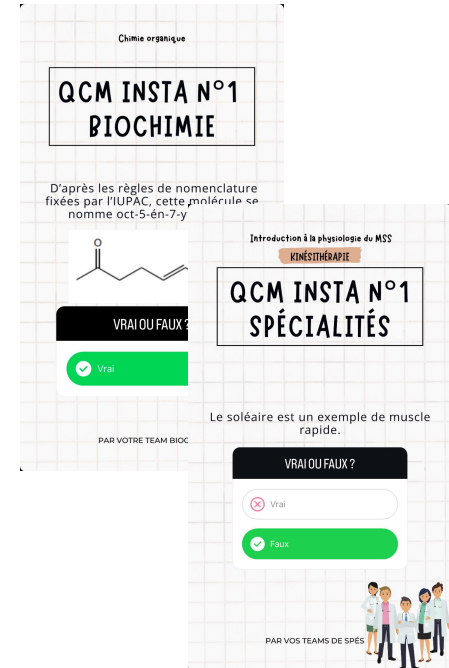 Chimie organique
QCM INSTA N°1
BIOCHIMIE
D'après les règles de nomenclature
fixées par l'IUPAC, cette molécule se
nomme oct-5-én-7-y
O
VRAI OU FAUX ?
Vrai
PAR VOTRE TEAM BIOC
Introduction à la physiologie du MSS
KINÉSITHÉRAPIE
QCM INSTA N°1
SPÉCIALITÉS
Le soléaire est un exemple de muscle
rapide.
VRAI OU FAUX ?
Vrai
Faux
PAR VOS TEAMS DE SPÉS